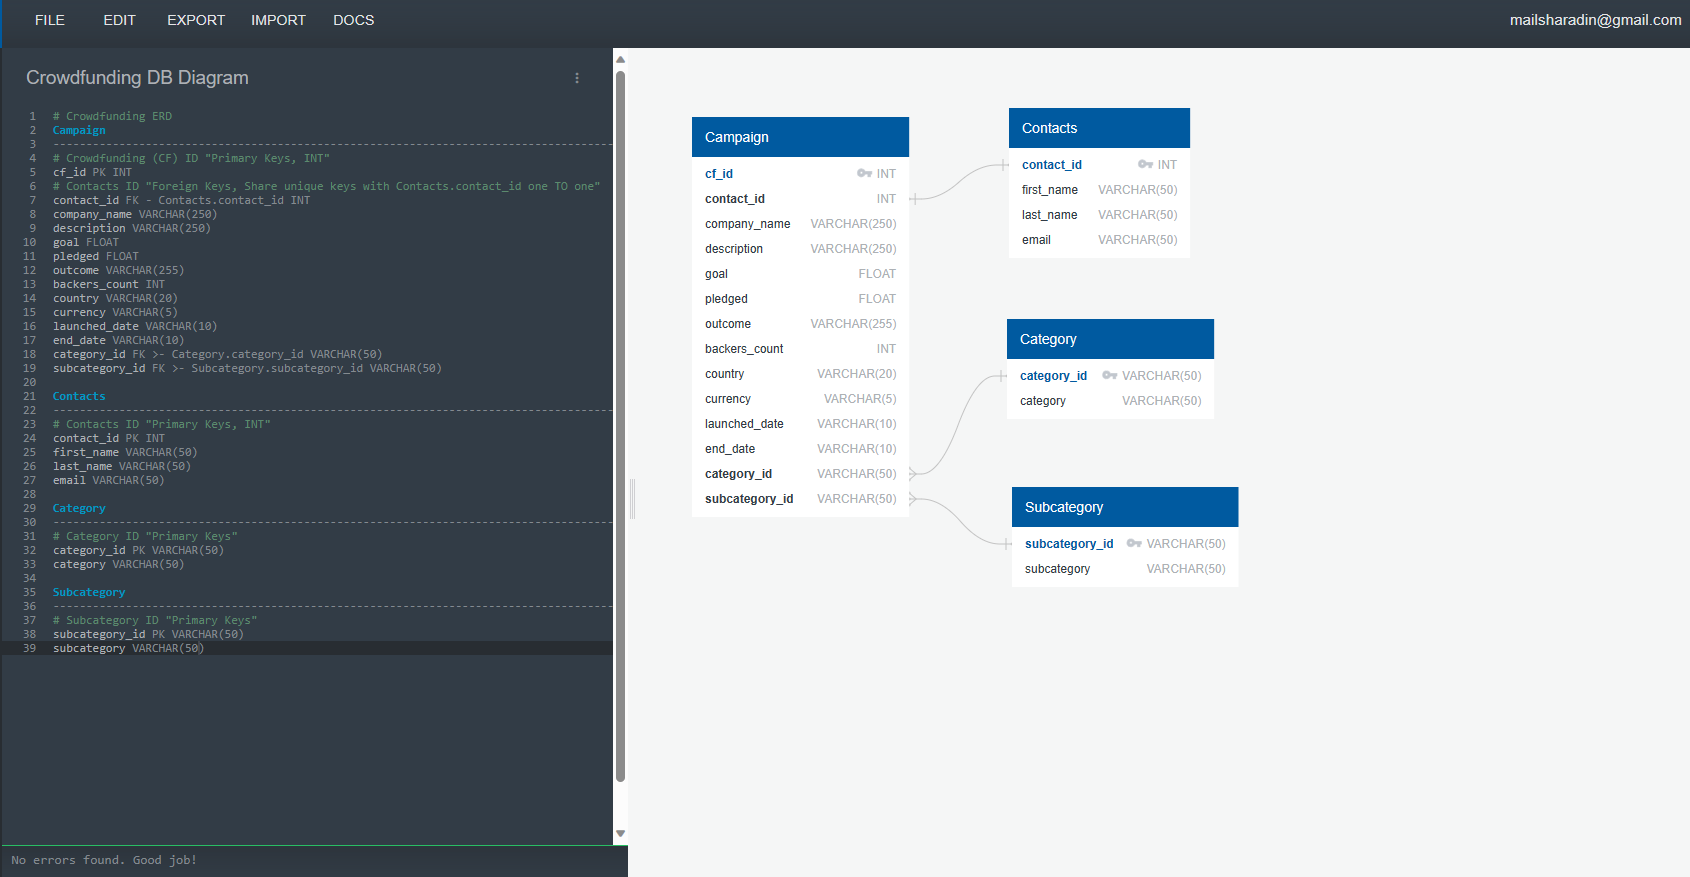 FILE EDIT EXPORT IMPORT DOCS mailsharadin@gmail.com
Crowdfunding DB Diagram
1 # Crowdfunding ERD
2 Campaign
3 ------------------------------------------------------------------------------------
4 # Crowdfunding (CF) ID "Primary Keys, INT"
5 cf_id PK INT
6 # Contacts ID "Foreign Keys, Share unique keys with Contacts.contact_id one TO one"
7 contact_id FK - Contacts.contact_id INT
8 company_name VARCHAR(250)
9 description VARCHAR(250)
10 goal FLOAT
11 pledged FLOAT
12 outcome VARCHAR(255)
13 backers_count INT
14 country VARCHAR(20)
15 currency VARCHAR(5)
16 launched_date VARCHAR(10)
17 end_date VARCHAR(10)
18 category_id FK >- Category.category_id VARCHAR(50)
19 subcategory_id FK >- Subcategory.subcategory_id VARCHAR(50)
20
21 Contacts
22 ------------------------------------------------------------------------------------
23 # Contacts ID "Primary Keys, INT"
24 contact_id PK INT
25 first_name VARCHAR(50)
26 last_name VARCHAR(50)
27 email VARCHAR(50)
28
29 Category
30 ------------------------------------------------------------------------------------
31 # Category ID "Primary Keys"
32 category_id PK VARCHAR(50)
33 category VARCHAR(50)
34
35 Subcategory
36 ------------------------------------------------------------------------------------
37 # Subcategory ID "Primary Keys"
38 subcategory_id PK VARCHAR(50)
39 subcategory VARCHAR(50)
No errors found. Good job!
Campaign
cf_id INT
contact_id INT
company_name VARCHAR(250)
description VARCHAR(250)
goal FLOAT
pledged FLOAT
outcome VARCHAR(255)
backers_count INT
country VARCHAR(20)
currency VARCHAR(5)
launched_date VARCHAR(10)
end_date VARCHAR(10)
category_id VARCHAR(50)
subcategory_id VARCHAR(50)
Contacts
contact_id INT
first_name VARCHAR(50)
last_name VARCHAR(50)
email VARCHAR(50)
Category
category_id VARCHAR(50)
category VARCHAR(50)
Subcategory
subcategory_id VARCHAR(50)
subcategory VARCHAR(50)